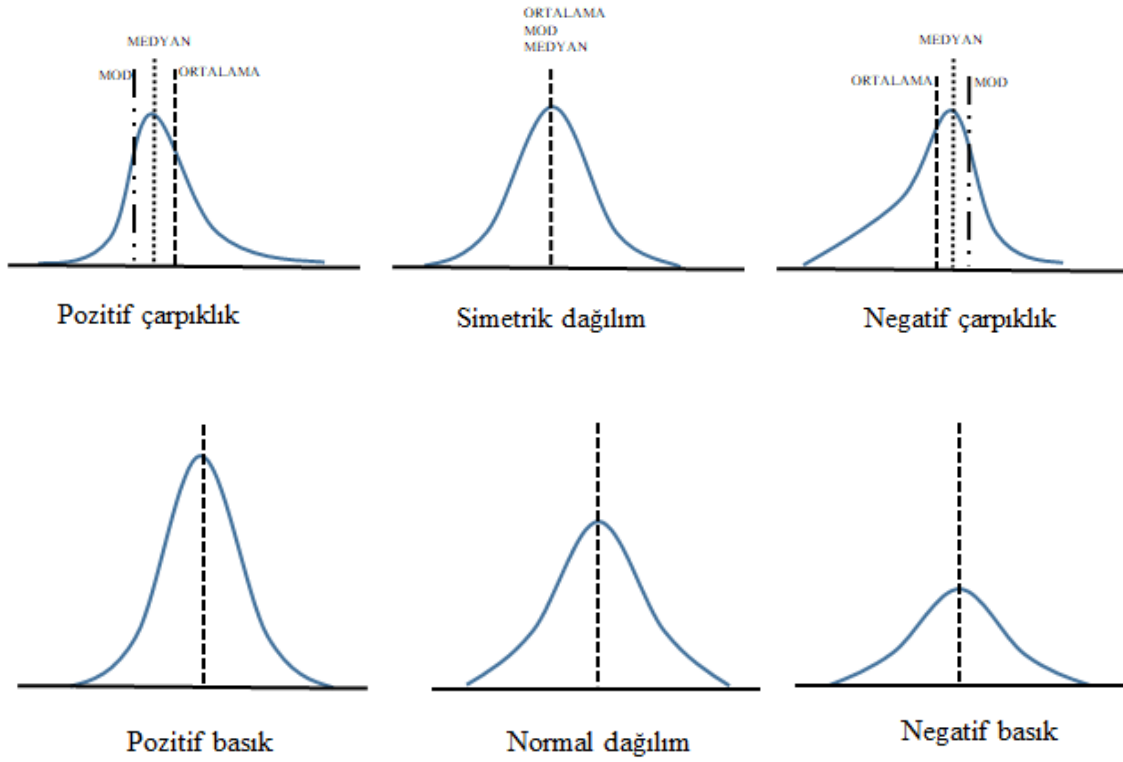 MEDYAN
MOD
ORTALAMA
Pozitif çarpıklık
ORTALAMA
MOD
MEDYAN
Simetrik dağılım
MEDYAN
ORTALAMA
MOD
Negatif çarpıklık
Pozitif basık
Normal dağılım
Negatif basık